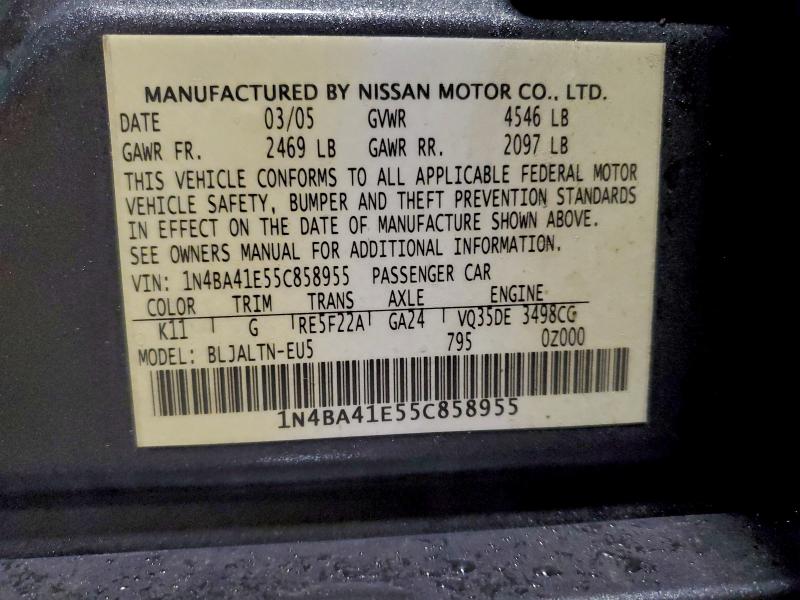 MANUFACTURED BY NISSAN MOTOR CO., LTD.
DATE 03/05 GVWR 4546 LB
GAWR FR. 2469 LB GAWR RR. 2097 LB
THIS VEHICLE CONFORMS TO ALL APPLICABLE FEDERAL MOTOR
VEHICLE SAFETY, BUMPER AND THEFT PREVENTION STANDARDS
IN EFFECT ON THE DATE OF MANUFACTURE SHOWN ABOVE.
SEE OWNERS MANUAL FOR ADDITIONAL INFORMATION.
VIN: 1N4BA41E55C858955 PASSENGER CAR
COLOR TRIM TRANS AXLE ENGINE
K11 G RE5F22A GA24 VQ35DE 3498CG
MODEL: BLJALTN-EU5 795 0Z000
1N4BA41E55C858955